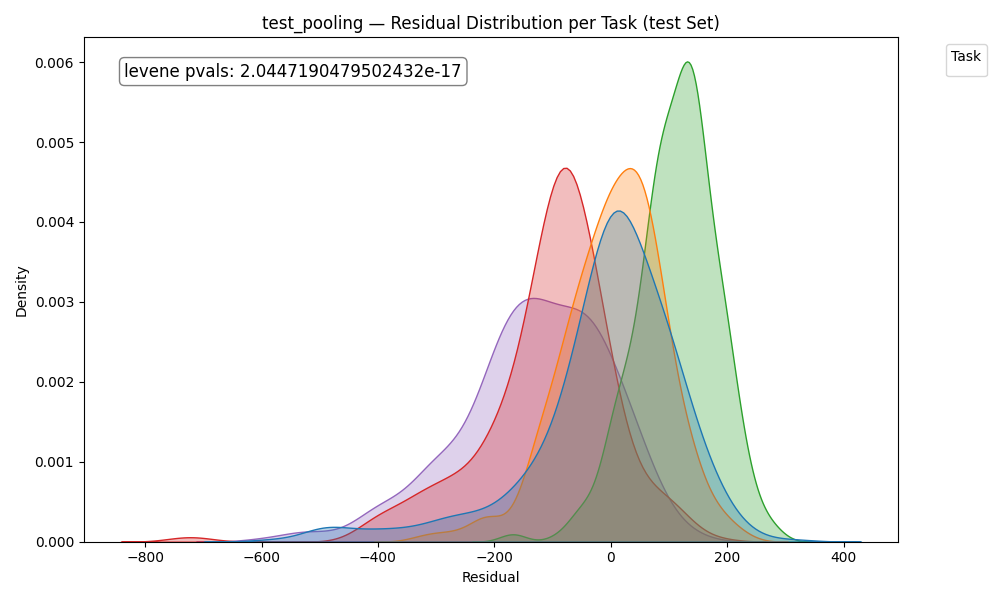 test_pooling — Residual Distribution per Task (test Set)
levene pvals: 2.0447190479502432e-17
Task
0.006
0.005
0.004
0.003
0.002
0.001
0.000
Density
−800
−600
−400
−200
0
200
400
Residual